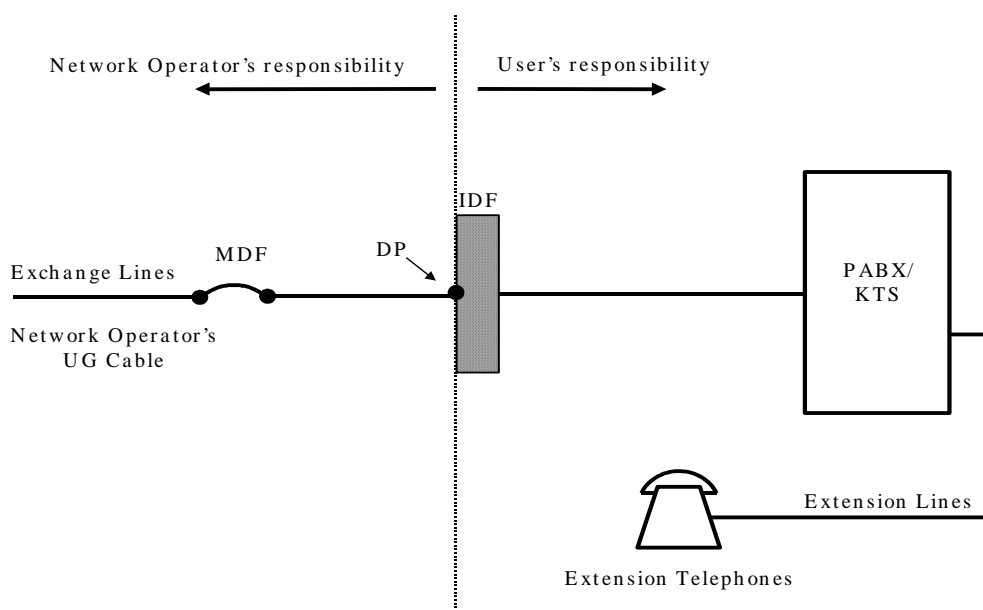 Network Operator's responsibility
User's responsibility
IDF
MDF
DP
Exchange Lines
PABX/
KTS
Network Operator's
UG Cable
Extension Lines
Extension Telephones